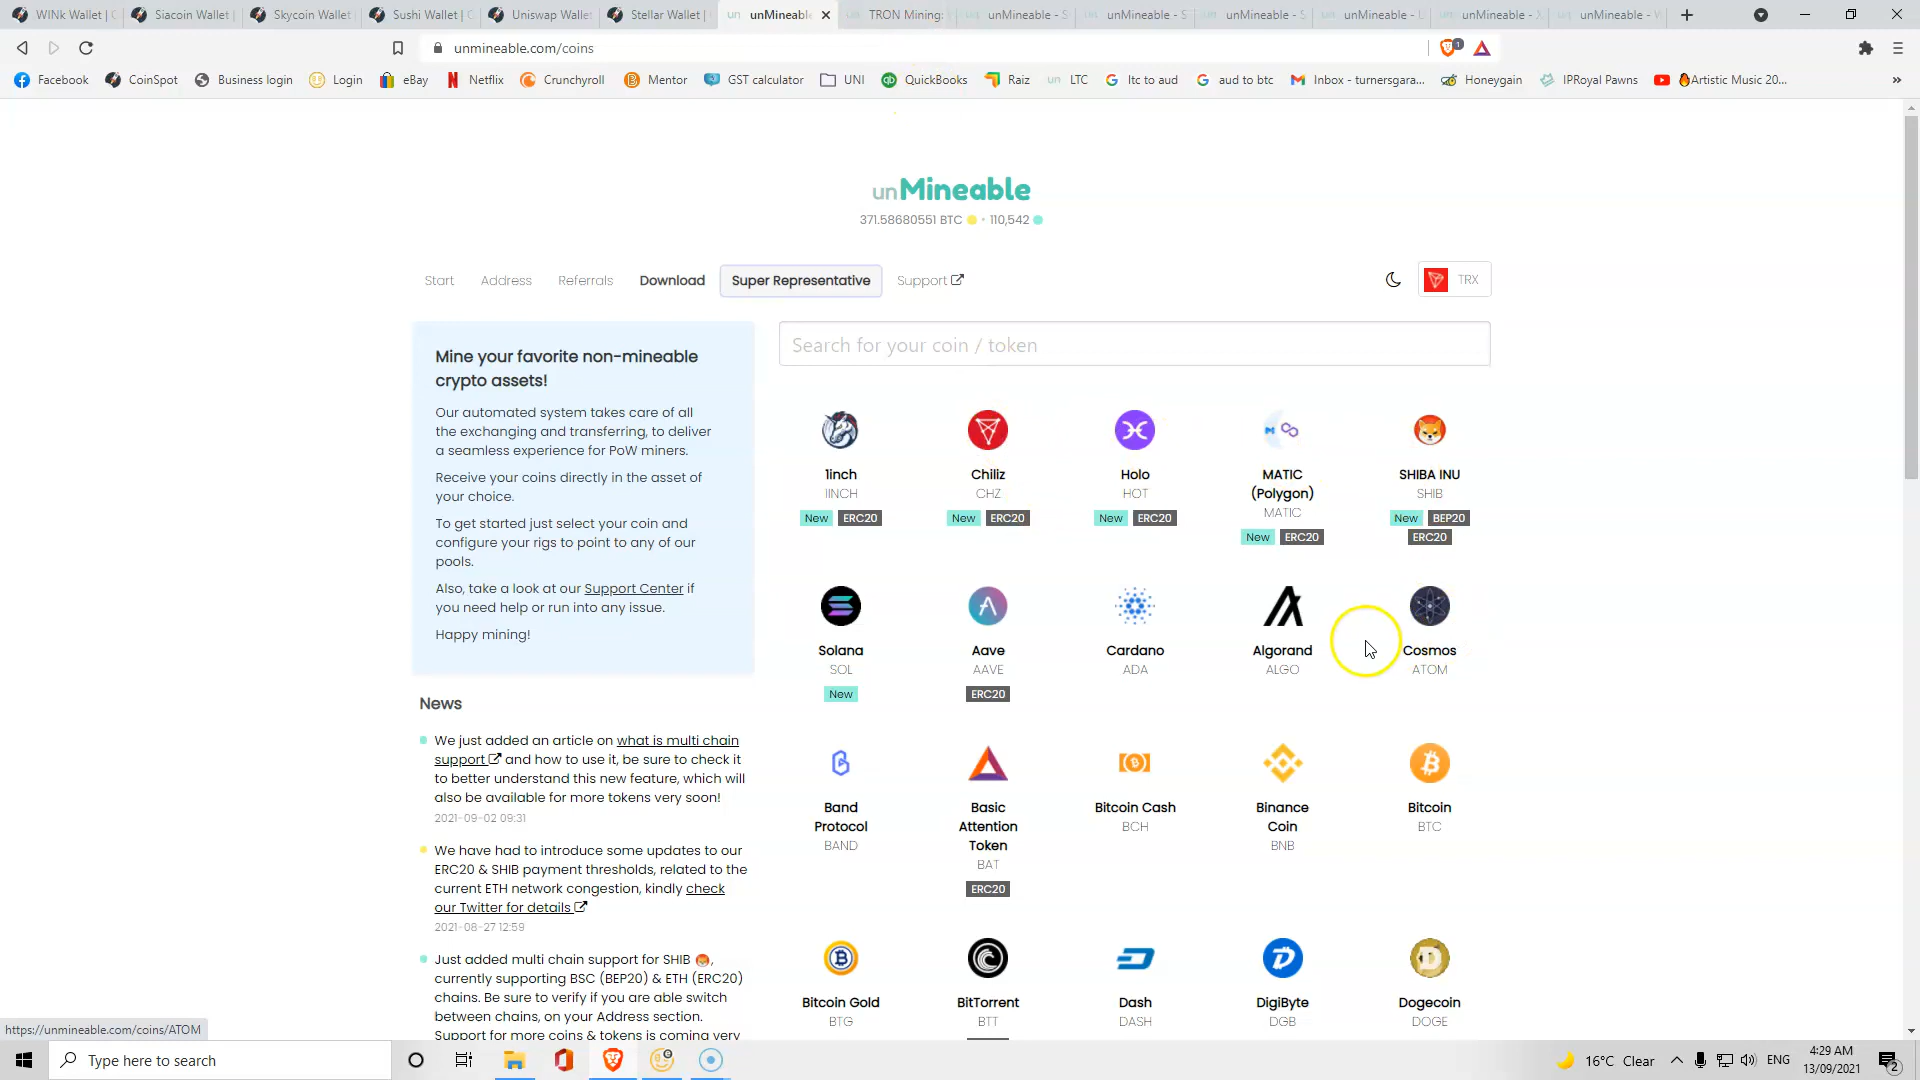 WINk Wallet | C
Siacoin Wallet |
Skycoin Wallet
Sushi Wallet | C
Uniswap Wallet
Stellar Wallet |
unMineable
TRON Mining:
unMineable - S
unMineable - S
unMineable - S
unMineable - 
unMineable - X
unMineable - 
unmineable.com/coins
1
Facebook
CoinSpot
Business login
Login
eBay
Netflix
Crunchyroll
Mentor
GST calculator
UNI
QuickBooks
Raiz
un LTC
ltc to aud
aud to btc
Inbox - turnersgara...
Honeygain
IPRoyal Pawns
Artistic Music 20...
»
unMineable
371.58680551 BTC • 110,542
Start
Address
Referrals
Download
Super Representative
Support
TRX
Mine your favorite non-mineable
crypto assets!
Our automated system takes care of all
the exchanging and transferring, to deliver
a seamless experience for PoW miners.
Receive your coins directly in the asset of
your choice.
To get started just select your coin and
configure your rigs to point to any of our
pools.
Also, take a look at our Support Center if
you need help or run into any issue.
Happy mining!
News
We just added an article on what is multi chain
support and how to use it, be sure to check it
to better understand this new feature, which will
also be available for more tokens very soon!
2021-09-02 09:31
We have had to introduce some updates to our
ERC20 & SHIB payment thresholds, related to the
current ETH network congestion, kindly check
our Twitter for details
2021-08-27 12:59
Just added multi chain support for SHIB ,
currently supporting BSC (BEP20) & ETH (ERC20)
chains. Be sure to verify if you are able switch
between chains, on your Address section.
Support for more coins & tokens is coming very
Search for your coin / token
1inch
1INCH
New ERC20
Chiliz
CHZ
New ERC20
Holo
HOT
New ERC20
MATIC
(Polygon)
MATIC
New ERC20
SHIBA INU
SHIB
New BEP20
ERC20
Solana
SOL
New
Aave
AAVE
ERC20
Cardano
ADA
Algorand
ALGO
Cosmos
ATOM
Band
Protocol
BAND
Basic
Attention
Token
BAT
ERC20
Bitcoin Cash
BCH
Binance
Coin
BNB
Bitcoin
BTC
Bitcoin Gold
BTG
BitTorrent
BTT
Dash
DASH
DigiByte
DGB
Dogecoin
DOGE
https://unmineable.com/coins/ATOM
Type here to search
16°C Clear
ENG
4:29 AM
13/09/2021
2